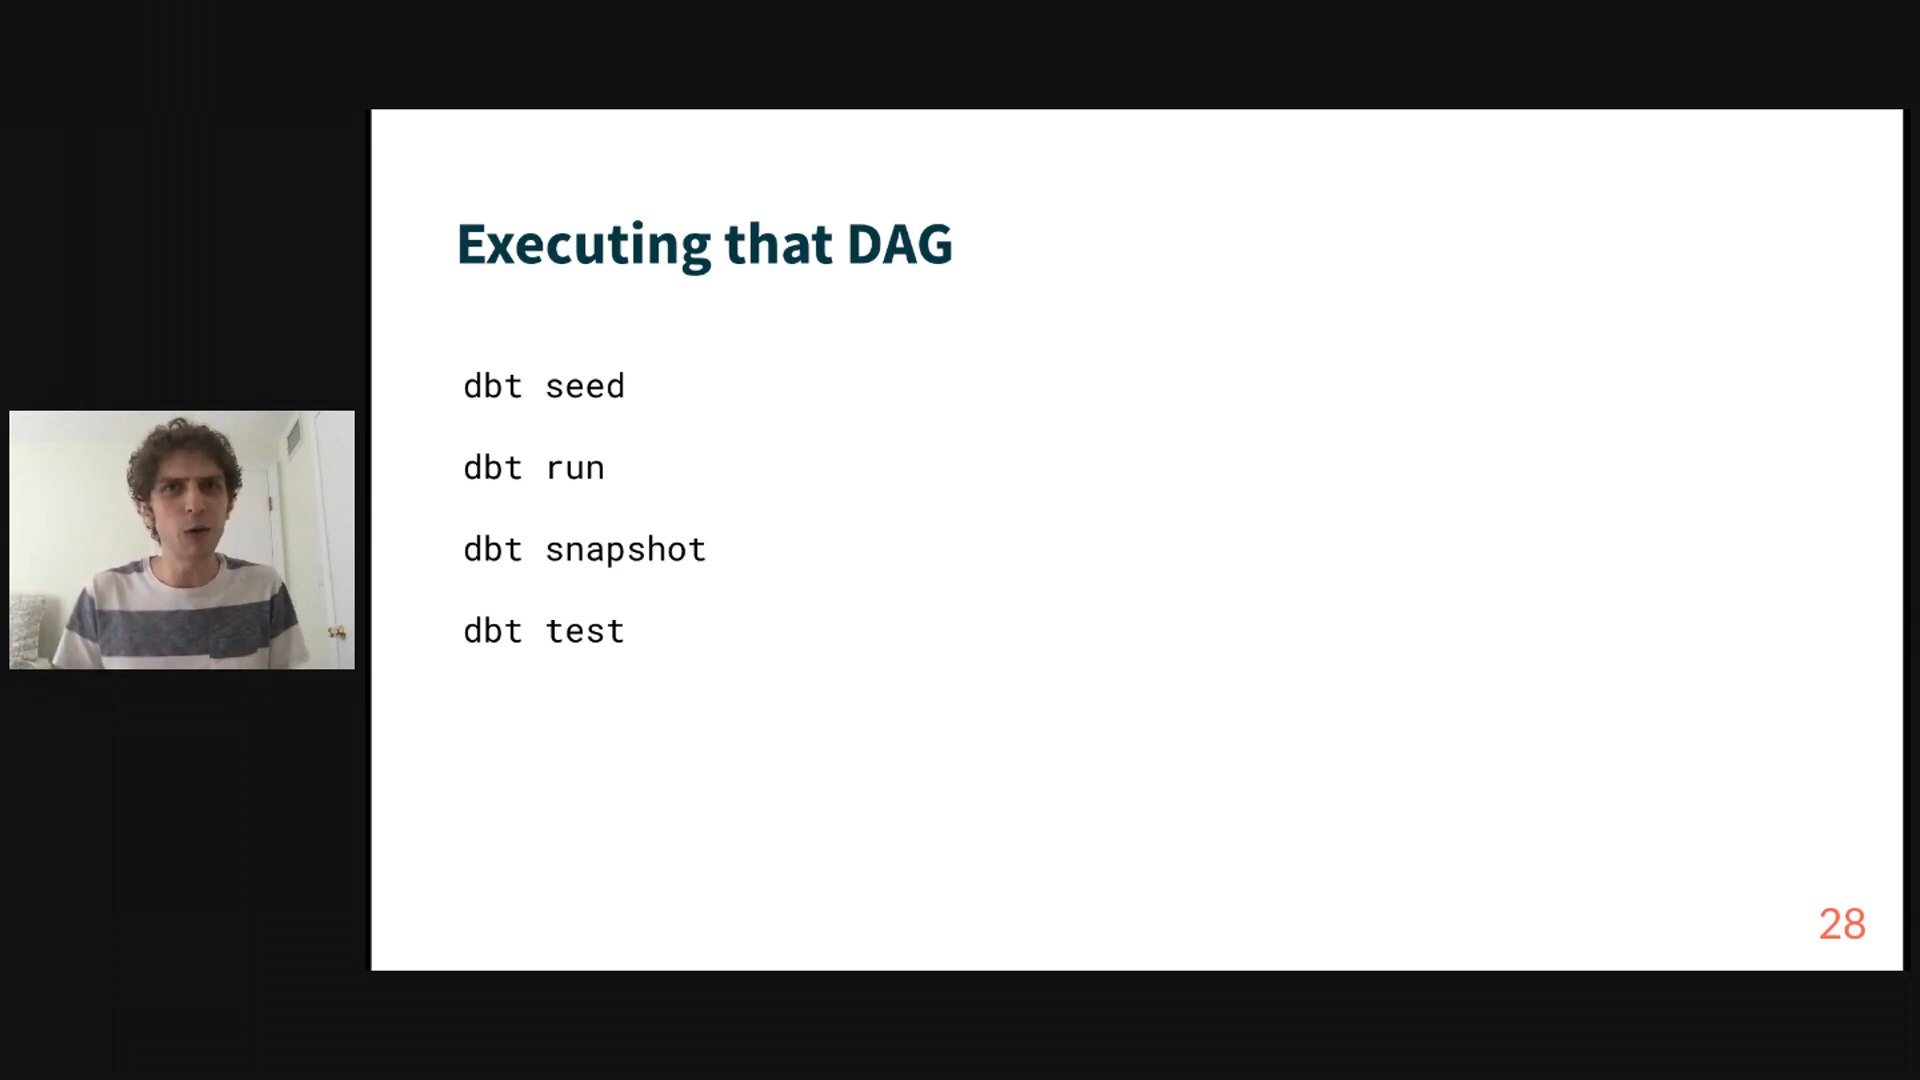 Executing that DAG
dbt seed
dbt run
dbt snapshot
dbt test
28